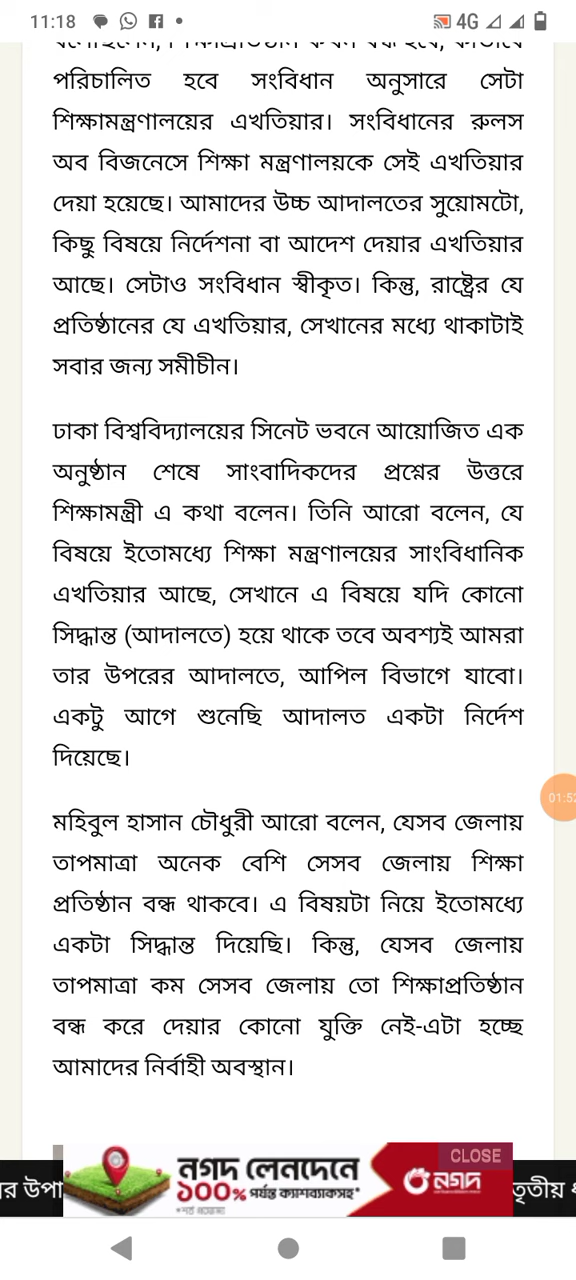 11:18
4G
পরিচালিত হবে সংবিধান অনুসারে সেটা
শিক্ষামন্ত্রণালয়ের এখতিয়ার। সংবিধানের রুলস
অব বিজনেসে শিক্ষা মন্ত্রণালয়কে সেই এখতিয়ার
দেয়া হয়েছে। আমাদের উচ্চ আদালতের সুয়োমটো,
কিছু বিষয়ে নির্দেশনা বা আদেশ দেয়ার এখতিয়ার
আছে। সেটাও সংবিধান স্বীকৃত। কিন্তু, রাষ্ট্রের যে
প্রতিষ্ঠানের যে এখতিয়ার, সেখানের মধ্যে থাকাটাই
সবার জন্য সমীচীন।
ঢাকা বিশ্ববিদ্যালয়ের সিনেট ভবনে আয়োজিত এক
অনুষ্ঠান শেষে সাংবাদিকদের প্রশ্নের উত্তরে
শিক্ষামন্ত্রী এ কথা বলেন। তিনি আরো বলেন, যে
বিষয়ে ইতোমধ্যে শিক্ষা মন্ত্রণালয়ের সাংবিধানিক
এখতিয়ার আছে, সেখানে এ বিষয়ে যদি কোনো
সিদ্ধান্ত (আদালতে) হয়ে থাকে তবে অবশ্যই আমরা
তার উপরের আদালতে, আপিল বিভাগে যাবো।
একটু আগে শুনেছি আদালত একটা নির্দেশ
দিয়েছে।
01:52
মহিবুল হাসান চৌধুরী আরো বলেন, যেসব জেলায়
তাপমাত্রা অনেক বেশি সেসব জেলায় শিক্ষা
প্রতিষ্ঠান বন্ধ থাকবে। এ বিষয়টা নিয়ে ইতোমধ্যে
একটা সিদ্ধান্ত দিয়েছি। কিন্তু, যেসব জেলায়
তাপমাত্রা কম সেসব জেলায় তো শিক্ষাপ্রতিষ্ঠান
বন্ধ করে দেয়ার কোনো যুক্তি নেই-এটা হচ্ছে
আমাদের নির্বাহী অবস্থান।
CLOSE
নগদ লেনদেনে
১০০% পর্যন্ত ক্যাশব্যাকসহ*
নগদ
র উপা
তৃতীয়